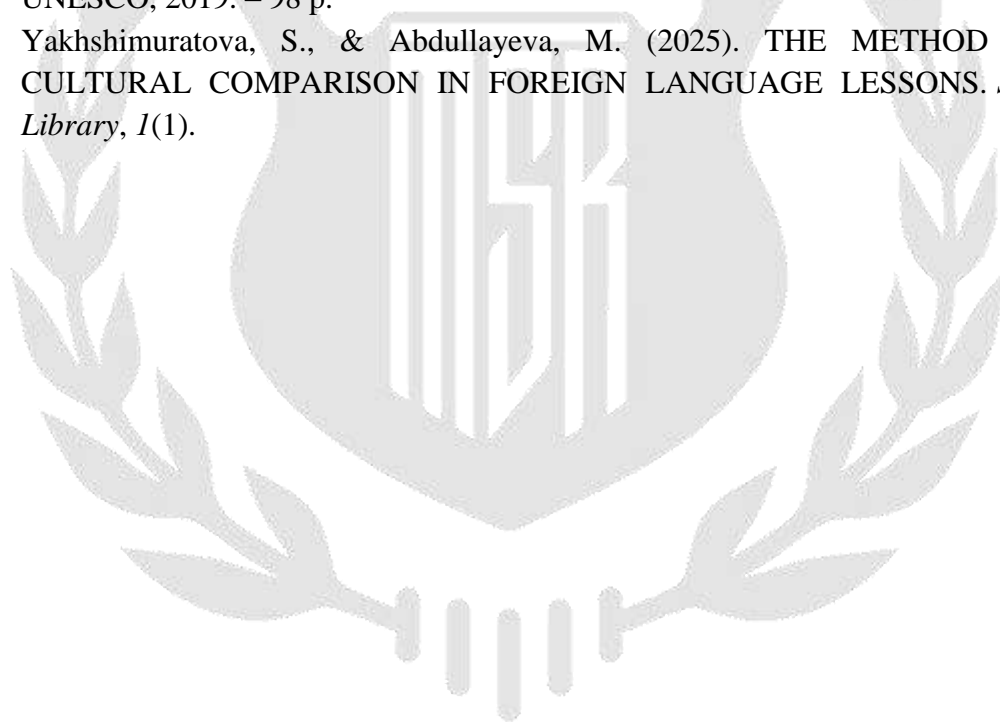 UNESCO, 2019. – 98 p.
Yakhshimuratova, S., & Abdullayeva, M. (2025). THE METHOD
CULTURAL COMPARISON IN FOREIGN LANGUAGE LESSONS.
Library, 1(1).